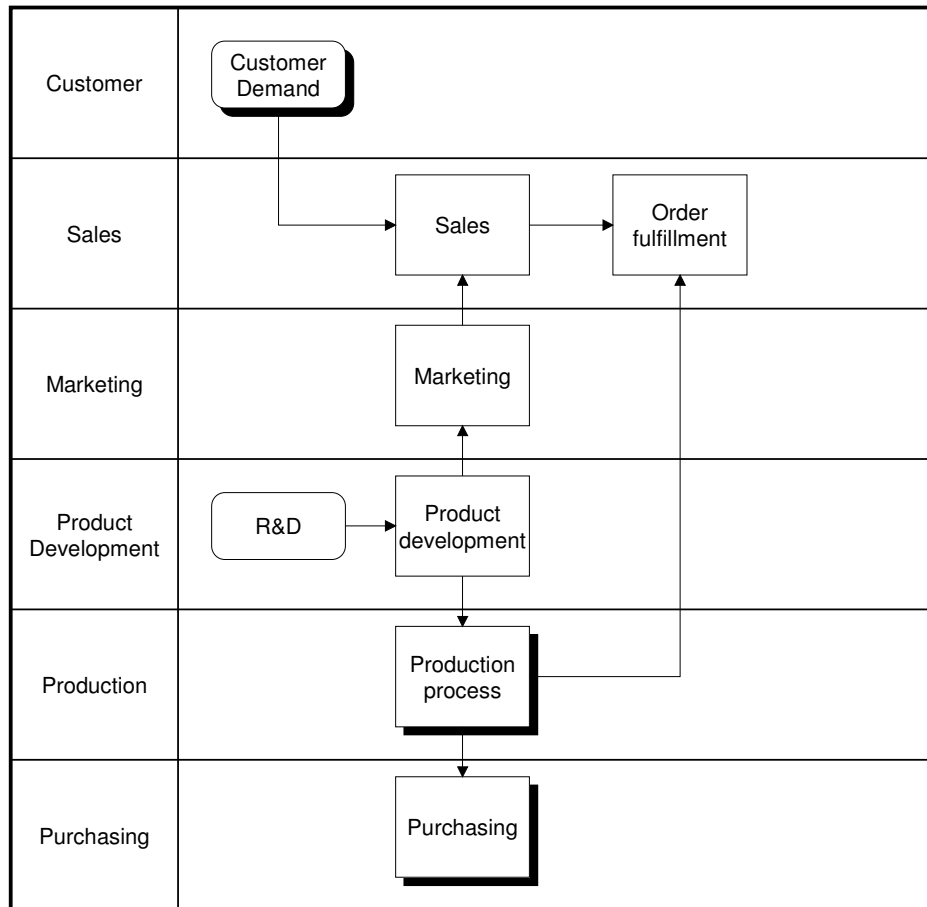 Customer
Customer
Demand
Sales
Sales
Order
fulfillment
Marketing
Marketing
Product
Development
R&D
Product
development
Production
Production
process
Purchasing
Purchasing